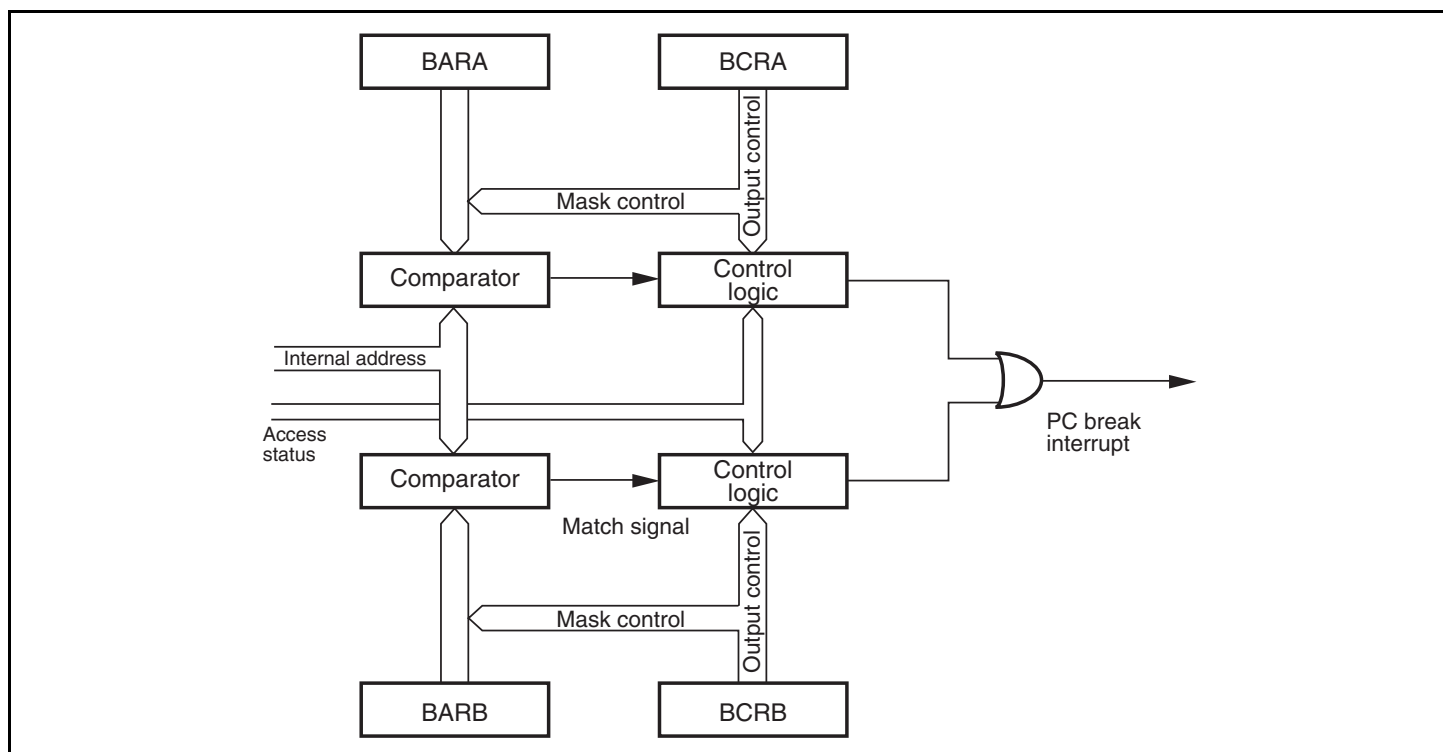 BARA
BCRA
Output control
Mask control
Comparator
Control
logic
Internal address
Access
status
PC break
interrupt
Comparator
Control
logic
Match signal
Output control
Mask control
BARB
BCRB